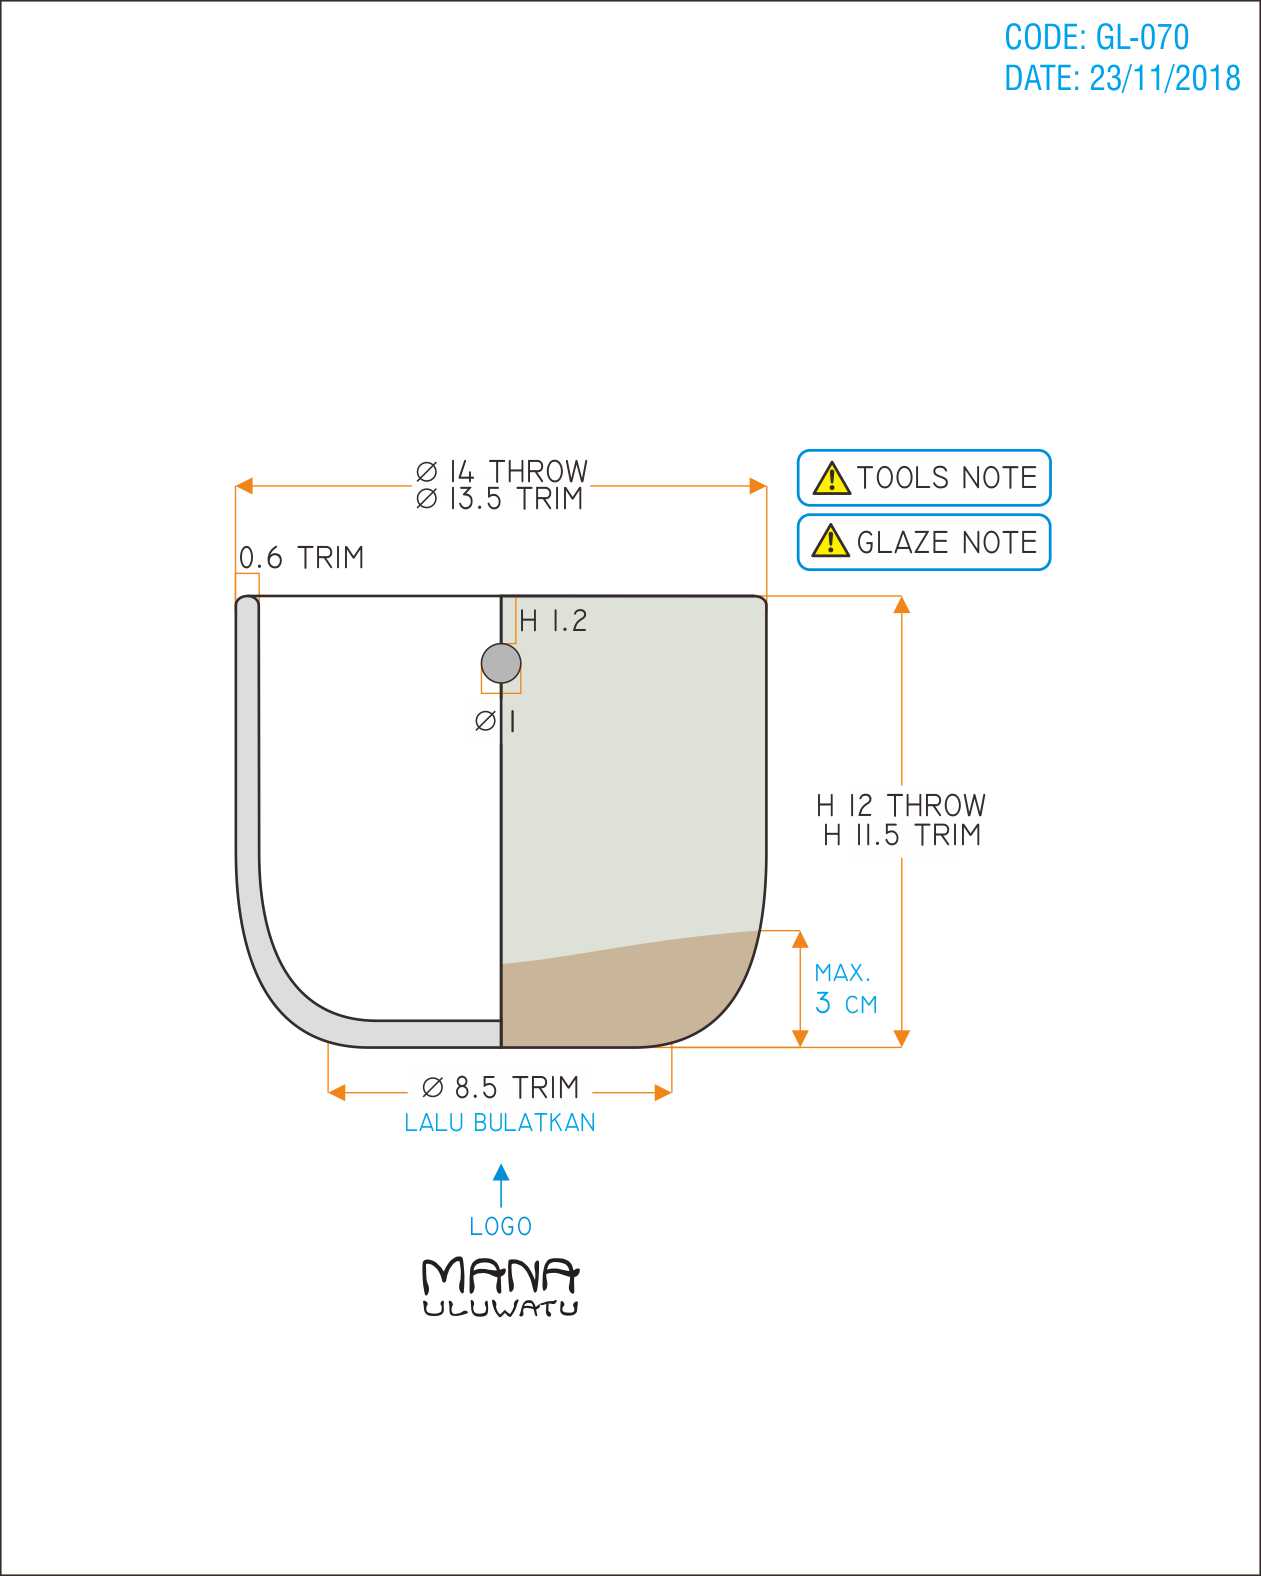 CODE: GL-070
DATE: 23/11/2018
Ø 14 THROW
Ø 13.5 TRIM
TOOLS NOTE
GLAZE NOTE
0.6 TRIM
H 1.2
Ø 1
H 12 THROW
H 11.5 TRIM
MAX.
3 CM
Ø 8.5 TRIM
LALU BULATKAN
LOGO
MANA
ULUWATU